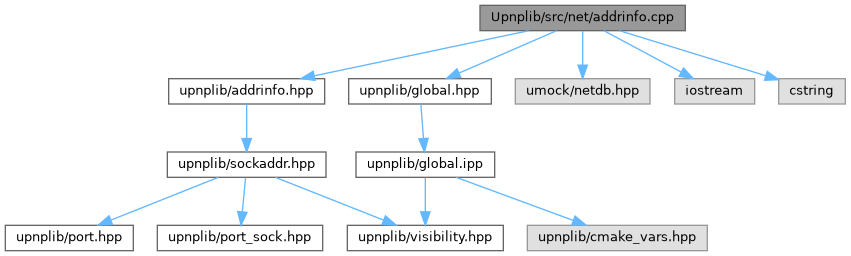 Upnplib/src/net/addrinfo.cpp
upnplib/addrinfo.hpp
upnplib/global.hpp
umock/netdb.hpp
iostream
cstring
upnplib/sockaddr.hpp
upnplib/global.ipp
upnplib/port.hpp
upnplib/port_sock.hpp
upnplib/visibility.hpp
upnplib/cmake_vars.hpp